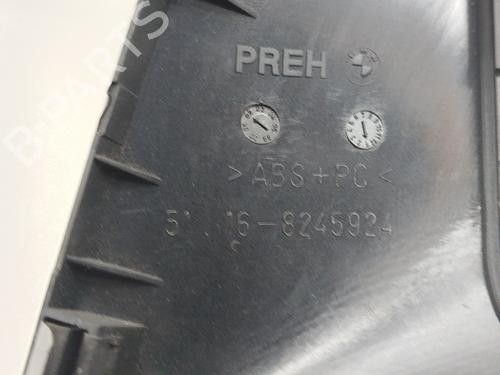 B-PARTS
PREH
>ABS+PC<
51.16-8245924